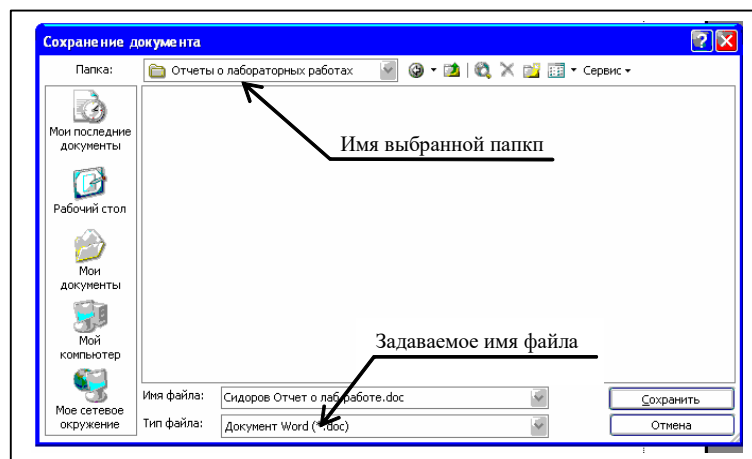 Сохранение документа
Папка:
Отчеты о лабораторных работах
Сервис
Мои последние
документы
Имя выбранной папкп
Рабочий стол
Мои
документы
Мой
компьютер
Задаваемое имя файла
Мое сетевое
окружение
Имя файла:
Сидоров Отчет о лаб работе.doc
Сохранить
Тип файла:
Документ Word (*.doc)
Отмена